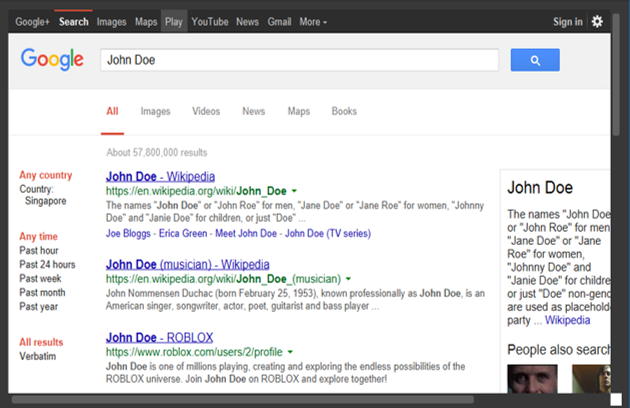 Google+ Search Images Maps Play YouTube News Gmail More Sign in
Google John Doe
All Images Videos News Maps Books
About 57,800,000 results
Any country
Country:
Singapore
Any time
Past hour
Past 24 hours
Past week
Past month
Past year
All results
Verbatim
John Doe - Wikipedia
https://en.wikipedia.org/wiki/John_Doe
The names "John Doe" or "John Roe" for men, "Jane Doe" or "Jane Roe" for women, "Johnny
Doe" and "Janie Doe" for children, or just "Doe" ...
Joe Bloggs - Erica Green - Meet John Doe - John Doe (TV series)
John Doe (musician) - Wikipedia
https://en.wikipedia.org/wiki/John_Doe_(musician)
John Nommensen Duchac (born February 25, 1953), known professionally as John Doe, is an
American singer, songwriter, actor, poet, guitarist and bass player ...
John Doe - ROBLOX
https://www.roblox.com/users/2/profile
John Doe is one of millions playing, creating and exploring the endless possibilities of the
ROBLOX universe. Join John Doe on ROBLOX and explore together!
John Doe
The names "John Doe
or "John Roe" for men
"Jane Doe" or "Jane
Roe" for women,
"Johnny Doe" and
"Janie Doe" for childre
or just "Doe" non-gend
are used as placeholde
party ... Wikipedia
People also search